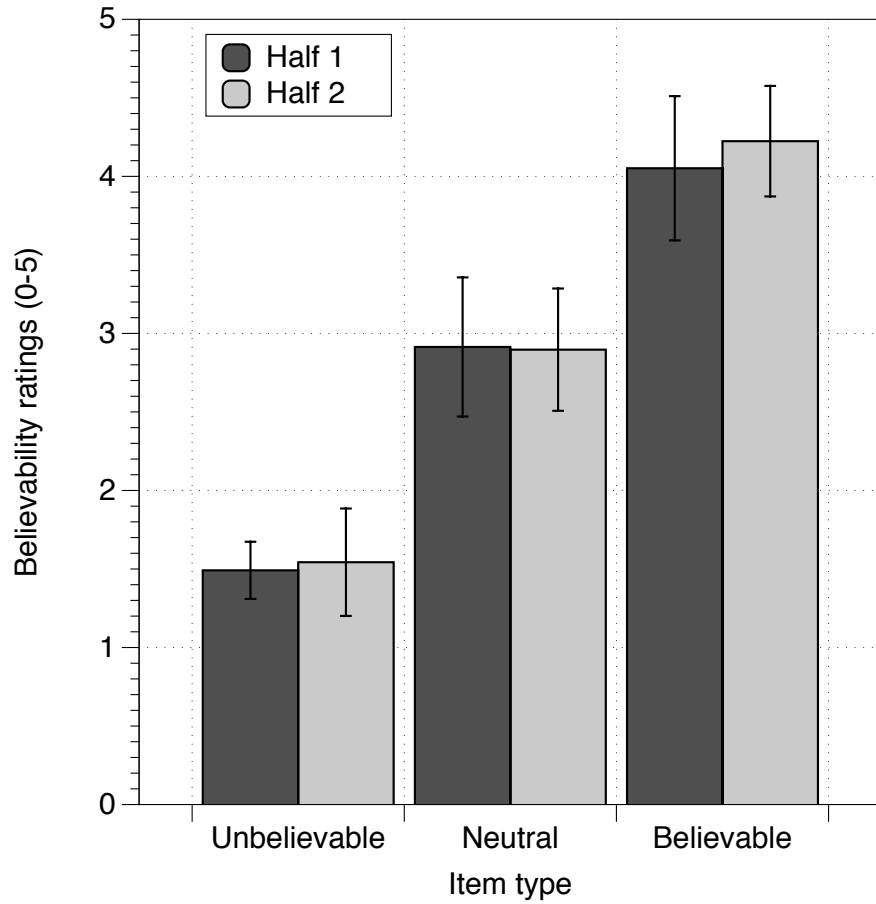 5
Half 1
Half 2
4
3
2
1
0
Believability ratings (0-5)
Unbelievable Neutral Believable
Item type